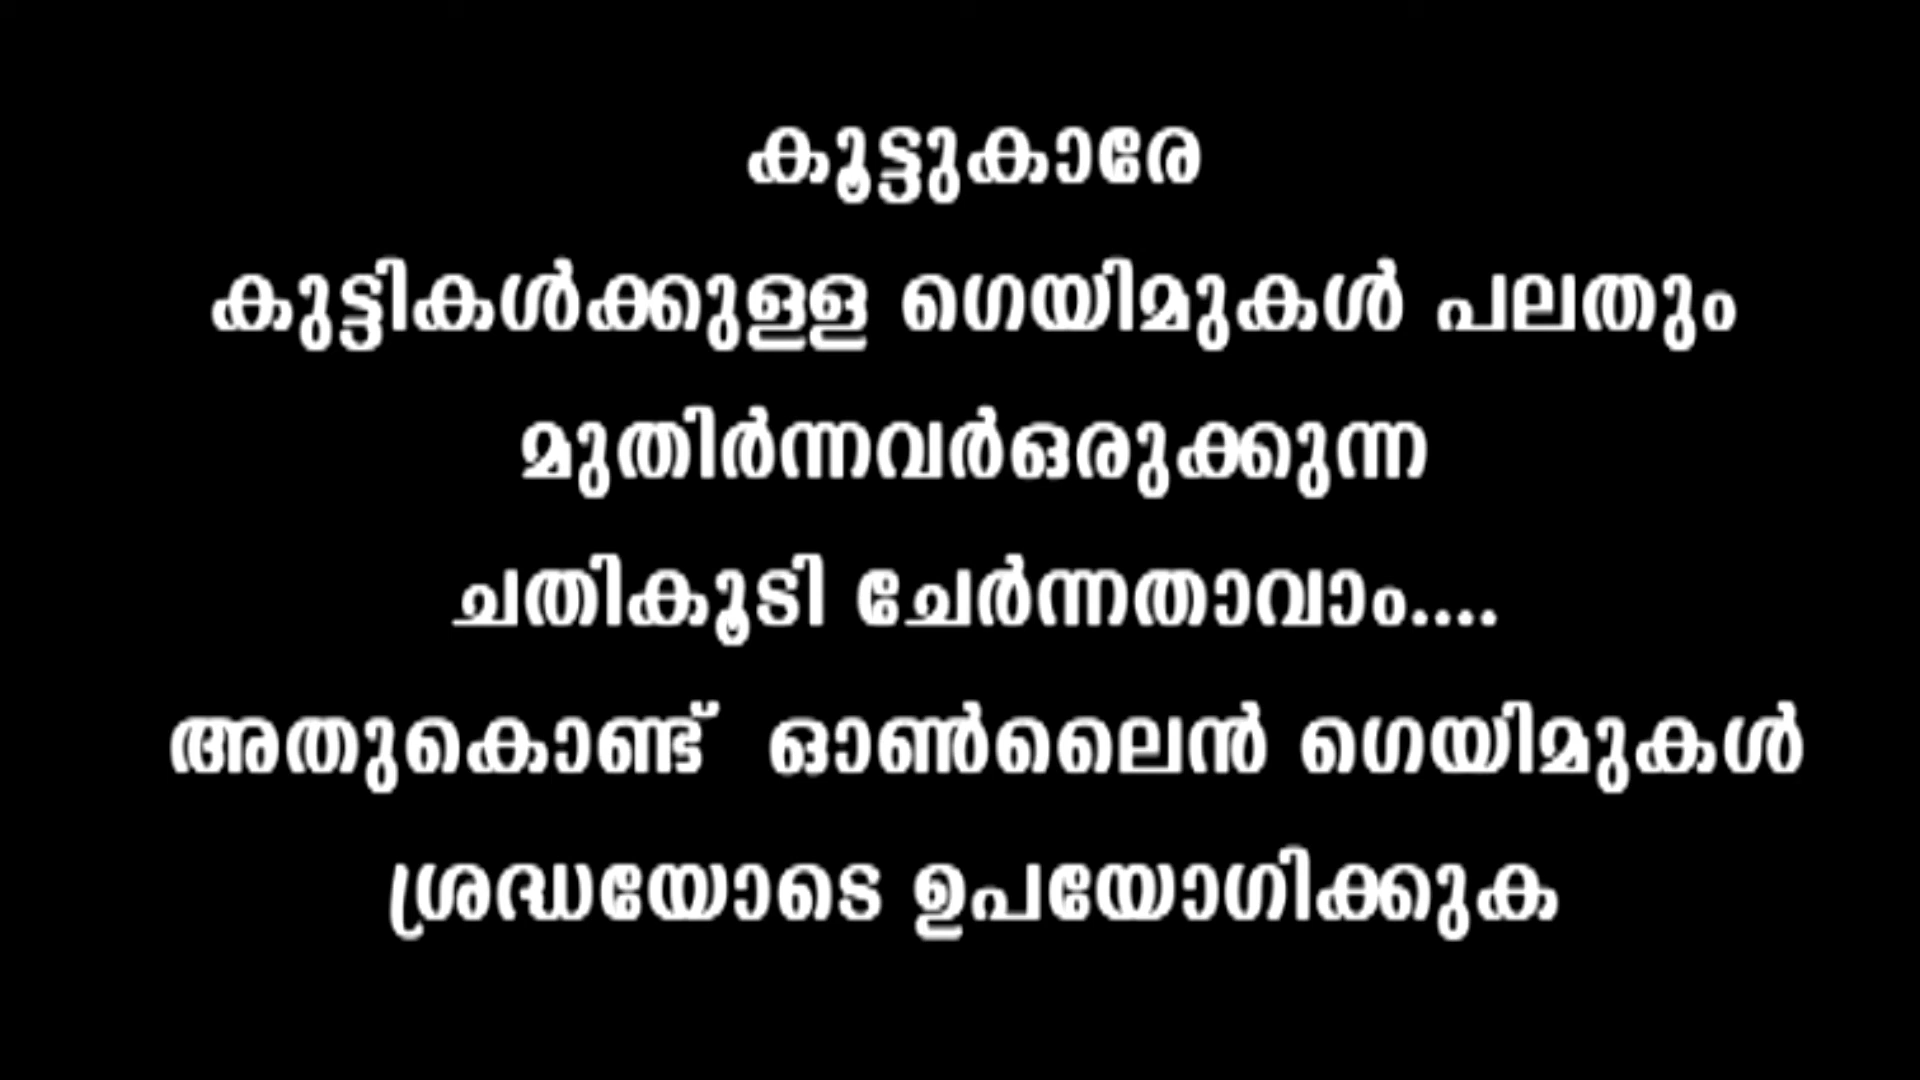 കൂട്ടുകാരേ
കുട്ടികൾക്കുള്ള ഗെയിമുകൾ പലതും
മുതിർന്നവർഒരുക്കുന്ന
ചതികൂടി ചേർന്നതാവാം....
അതുകൊണ്ട് ഓൺലൈൻ ഗെയിമുകൾ
ശ്രദ്ധയോടെ ഉപയോഗിക്കുക